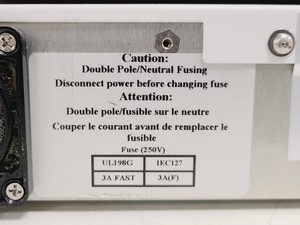 Caution:
Double Pole/Neutral Fusing
Disconnect power before changing fuse
Attention:
Double pole/fusible sur le neutre
Couper le courant avant de remplacer le
fusible
Fuse (250V)
UL198G IEC127
3A FAST 3A(F)